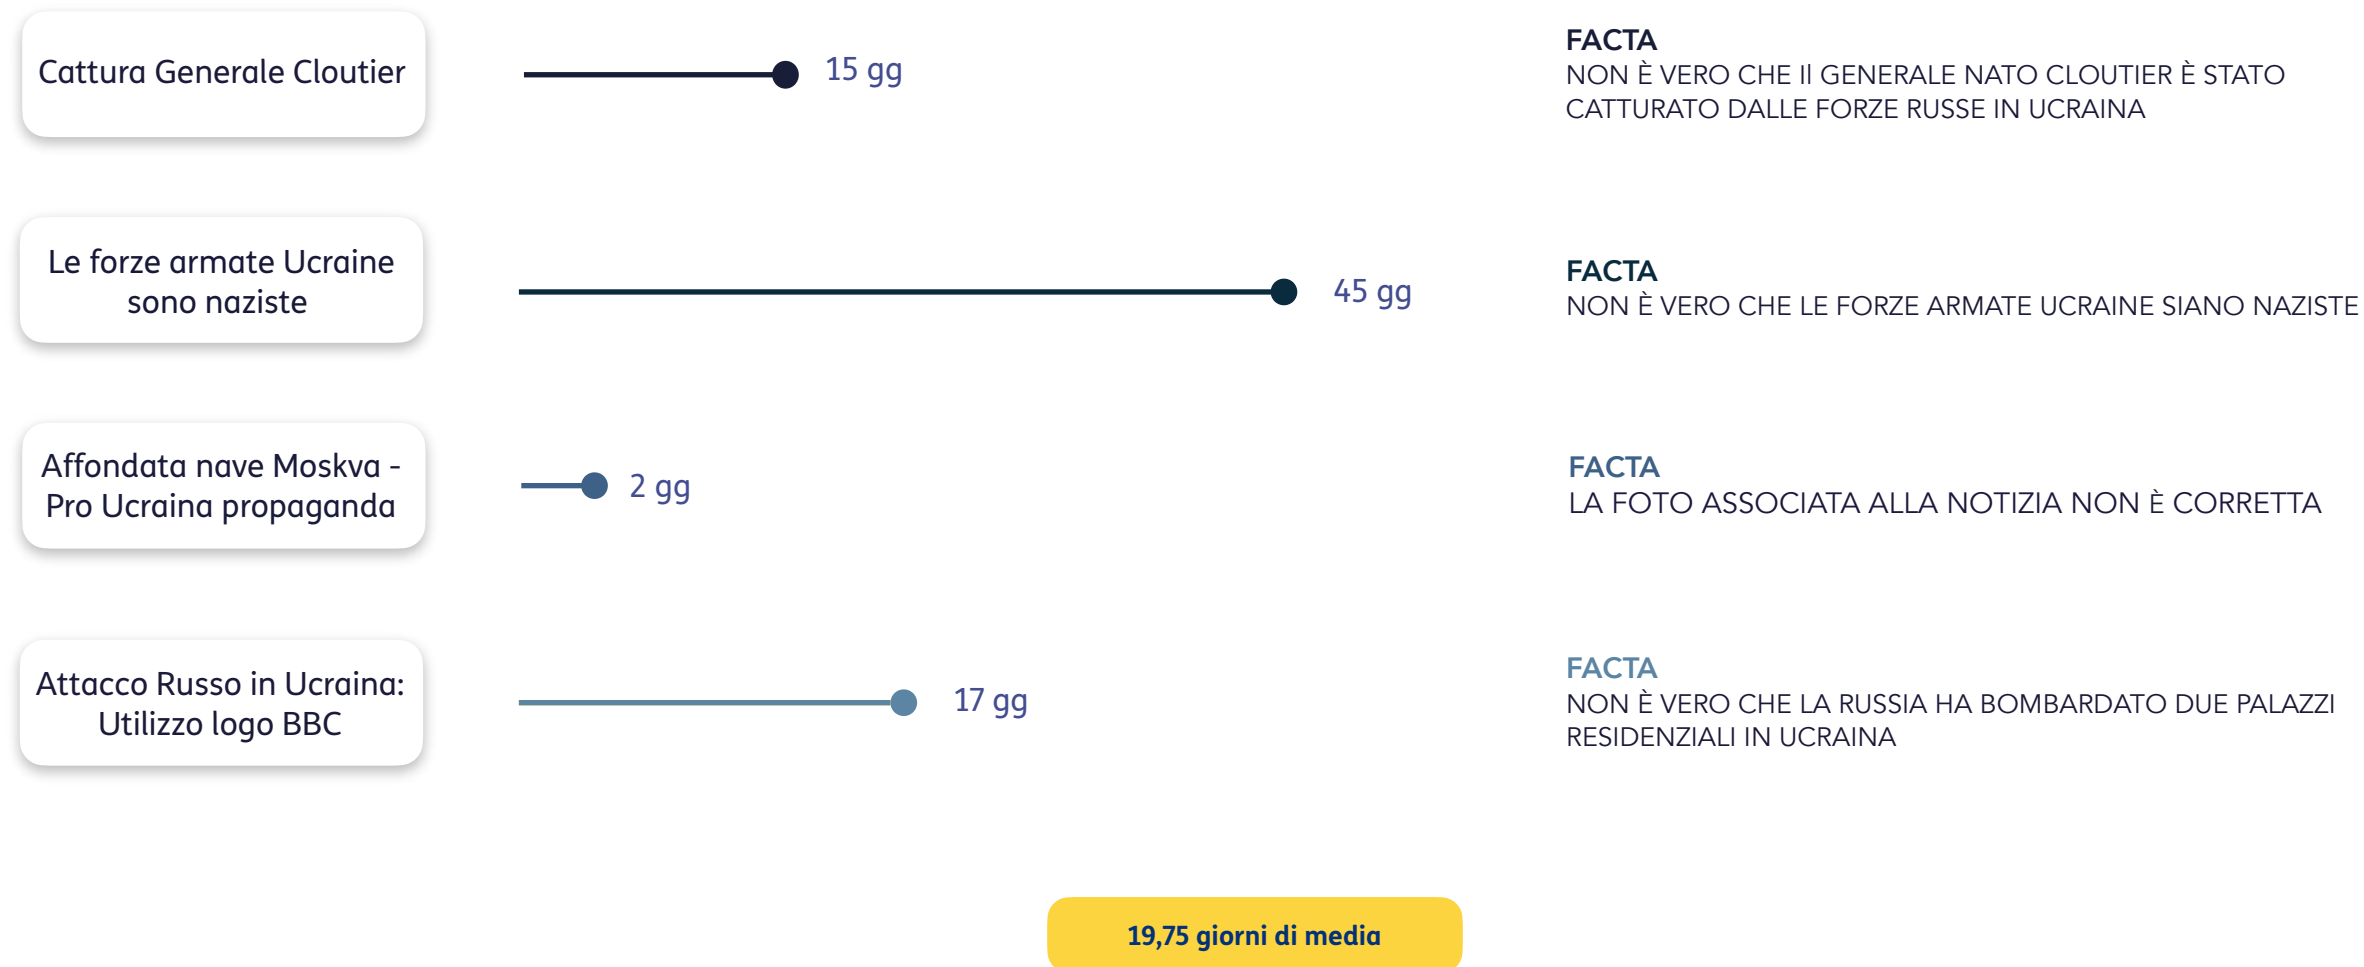 Cattura Generale Cloutier
15 gg
FACTA
NON È VERO CHE Il GENERALE NATO CLOUTIER È STATO
CATTURATO DALLE FORZE RUSSE IN UCRAINA
Le forze armate Ucraine
sono naziste
45 gg
FACTA
NON È VERO CHE LE FORZE ARMATE UCRAINE SIANO NAZISTE
Affondata nave Moskva -
Pro Ucraina propaganda
2 gg
FACTA
LA FOTO ASSOCIATA ALLA NOTIZIA NON È CORRETTA
Attacco Russo in Ucraina:
Utilizzo logo BBC
17 gg
FACTA
NON È VERO CHE LA RUSSIA HA BOMBARDATO DUE PALAZZI
RESIDENZIALI IN UCRAINA
19,75 giorni di media